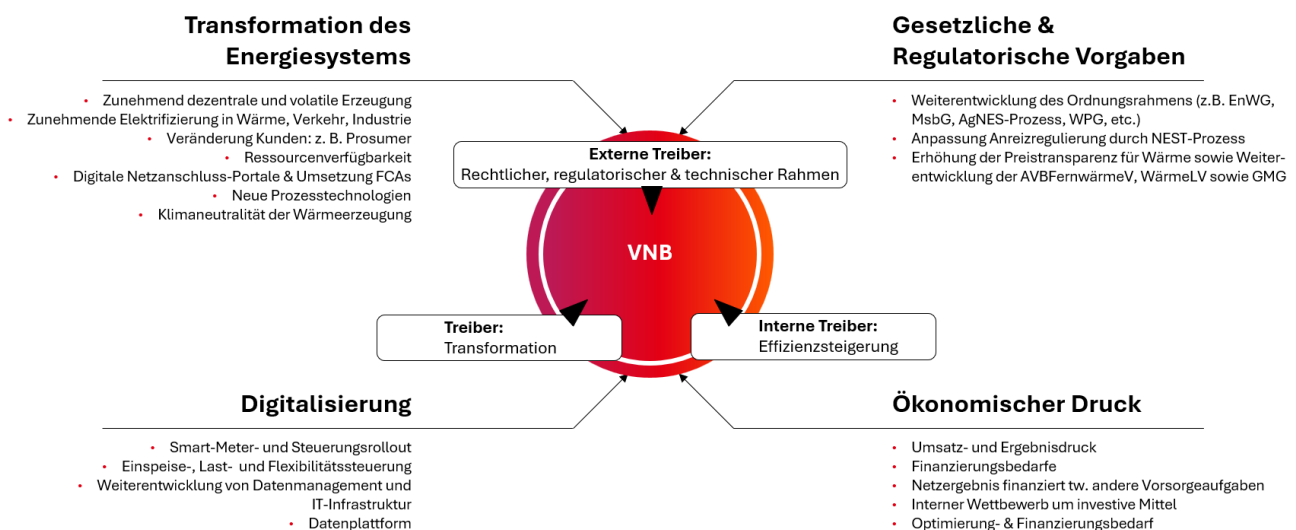 Transformation des
Energiesystems
• Zunehmend dezentrale und volatile Erzeugung
• Zunehmende Elektrifizierung in Wärme, Verkehr, Industrie
• Veränderung Kunden: z. B. Prosumer
• Ressourcenverfügbarkeit
• Digitale Netzanschluss-Portale & Umsetzung FCAs
• Neue Prozesstechnologien
• Klimaneutralität der Wärmeerzeugung
Gesetzliche &
Regulatorische Vorgaben
• Weiterentwicklung des Ordnungsrahmens (z.B. EnWG,
MsbG, AgNES-Prozess, WPG, etc.)
• Anpassung Anreizregulierung durch NEST-Prozess
• Erhöhung der Preistransparenz für Wärme sowie Weiter-
entwicklung der AVBFernwärmeV, WärmeLV sowie GMG
Externe Treiber:
Rechtlicher, regulatorischer & technischer Rahmen
VNB
Treiber:
Transformation
Interne Treiber:
Effizienzsteigerung
Digitalisierung
• Smart-Meter- und Steuerungsrollout
• Einspeise-, Last- und Flexibilitätssteuerung
• Weiterentwicklung von Datenmanagement und
IT-Infrastruktur
• Datenplattform
Ökonomischer Druck
• Umsatz- und Ergebnisdruck
• Finanzierungsbedarfe
• Netzergebnis finanziert tw. andere Vorsorgeaufgaben
• Interner Wettbewerb um investive Mittel
• Optimierung- & Finanzierungsbedarf